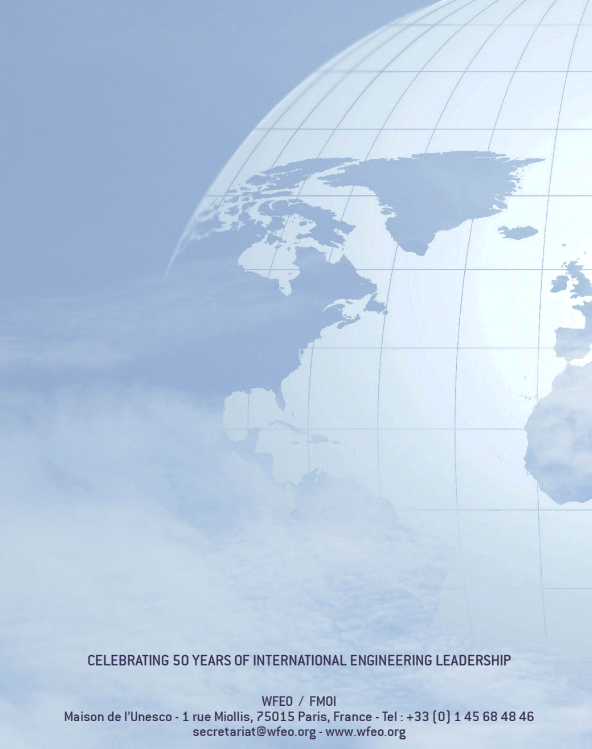 CELEBRATING 50 YEARS OF INTERNATIONAL ENGINEERING LEADERSHIP
WFEO / FMOI
Maison de l'Unesco - 1 rue Miollis, 75015 Paris, France - Tel : +33 (0) 1 45 68 48 46
secretariat@wfeo.org - www.wfeo.org